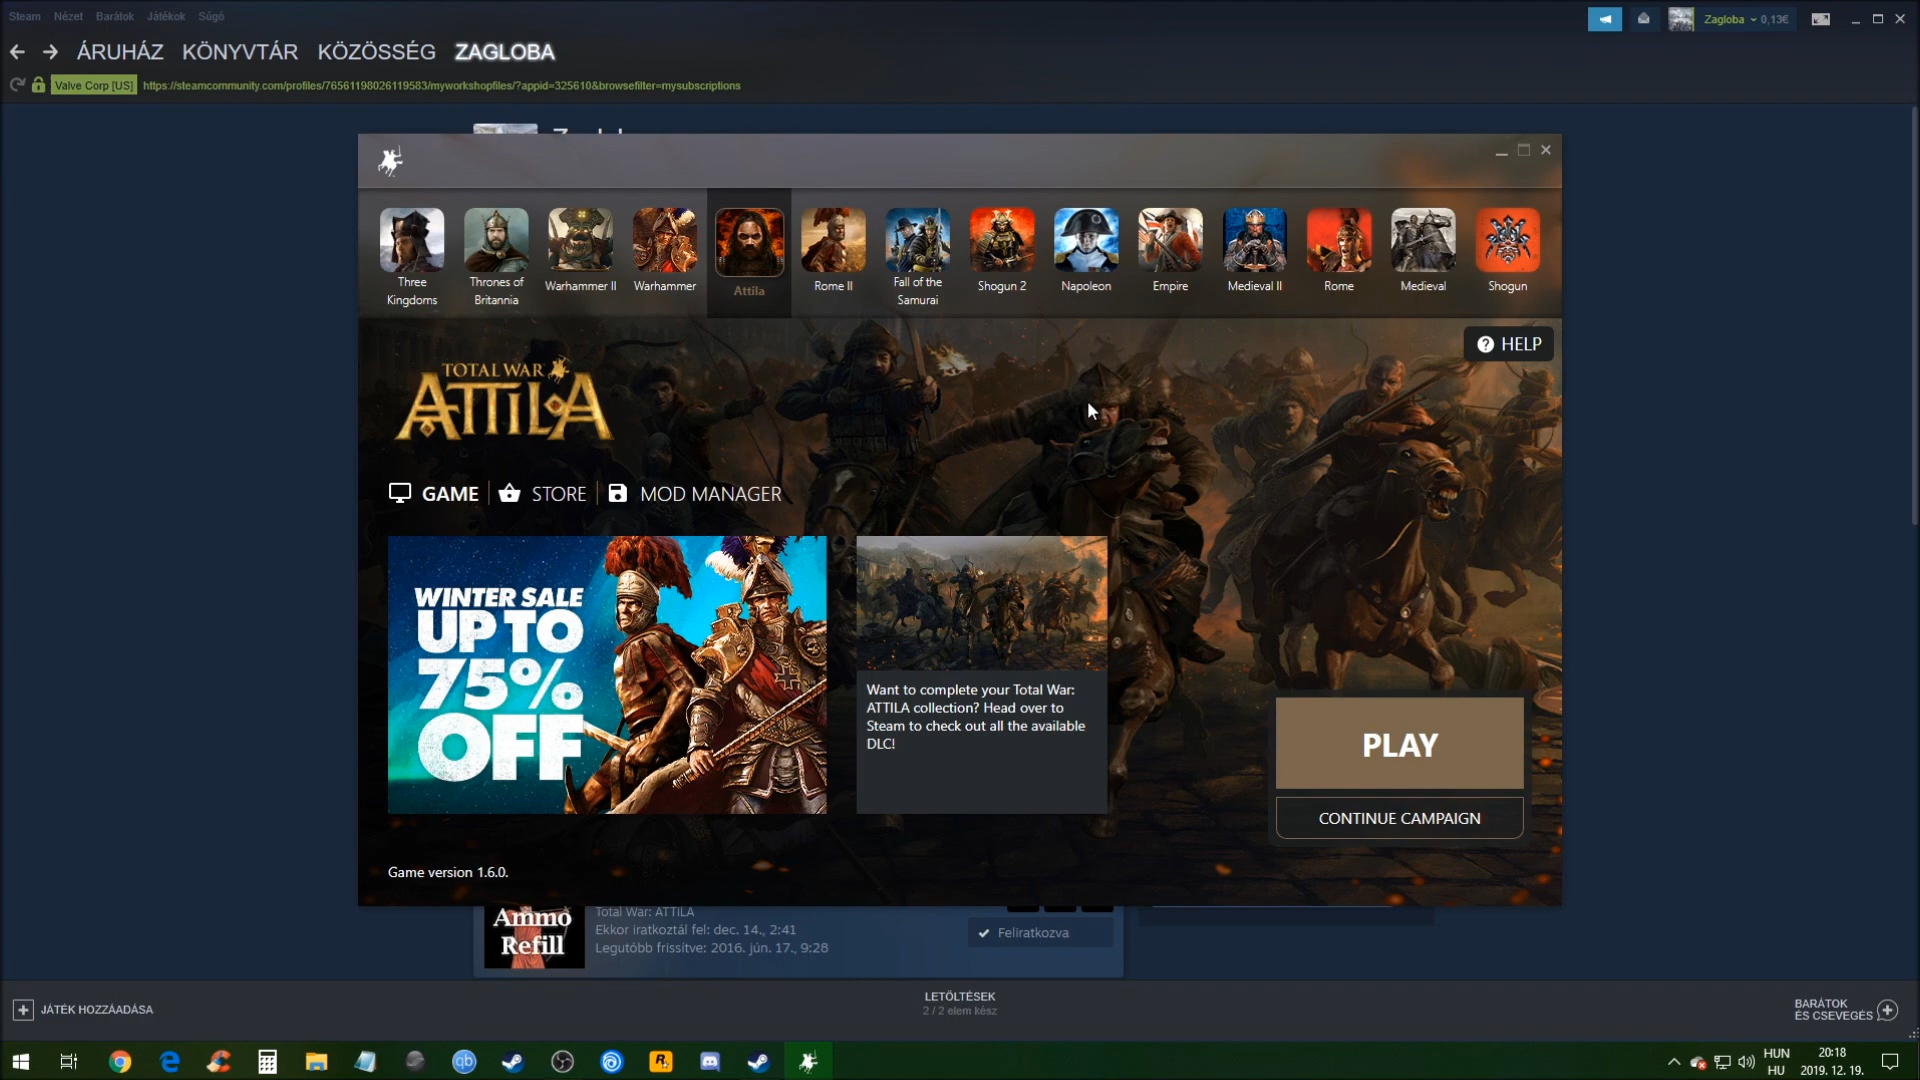 Steam Nézet Barátok Játékok Súgó
Zagloba 0,13€
ÁRUHÁZ KÖNYVTÁR KÖZÖSSÉG ZAGLOBA
Valve Corp [US] https://steamcommunity.com/profiles/76561198026119583/myworkshopfiles/?appid=325610&browsefilter=mysubscriptions
Three Kingdoms
Thrones of Britannia
Warhammer II
Warhammer
Attila
Rome II
Fall of the Samurai
Shogun 2
Napoleon
Empire
Medieval II
Rome
Medieval
Shogun
HELP
TOTAL WAR
ATTILA
GAME STORE MOD MANAGER
WINTER SALE
UP TO
75%
OFF
Want to complete your Total War:
ATTILA collection? Head over to
Steam to check out all the available
DLC!
PLAY
CONTINUE CAMPAIGN
Game version 1.6.0.
Ammo
Refill
Total War: ATTILA
Ekkor iratkoztál fel: dec. 14., 2:41
Legutóbb frissítve: 2016. jún. 17., 9:28
Feliratkozva
JÁTÉK HOZZÁADÁSA
LETÖLTÉSEK
2 / 2 elem kész
BARÁTOK
ÉS CSEVEGÉS
qb
R
HUN
HU
20:18
2019. 12. 19.